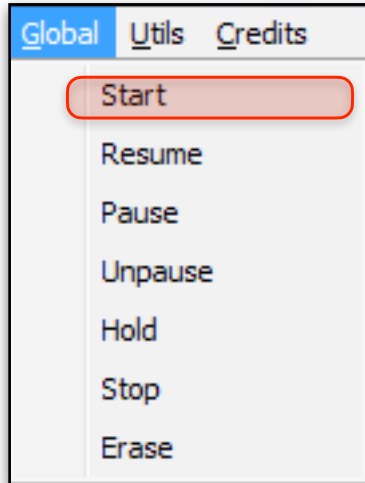 Global Utils Credits
Start
Resume
Pause
Unpause
Hold
Stop
Erase